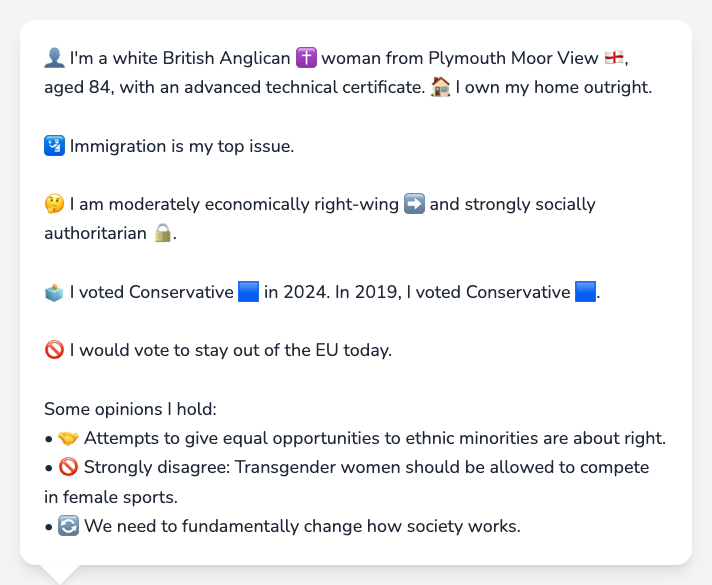 👤 I'm a white British Anglican ✝️ woman from Plymouth Moor View 🏴󠁧󠁢󠁥󠁮󠁧󠁿,
aged 84, with an advanced technical certificate. 🏠 I own my home outright.
🛂 Immigration is my top issue.
🤔 I am moderately economically right-wing ➡️ and strongly socially
authoritarian 🔒.
🗳️ I voted Conservative 🟦 in 2024. In 2019, I voted Conservative 🟦.
🚫 I would vote to stay out of the EU today.
Some opinions I hold:
• 🤝 Attempts to give equal opportunities to ethnic minorities are about right.
• 🚫 Strongly disagree: Transgender women should be allowed to compete
in female sports.
• 🔄 We need to fundamentally change how society works.